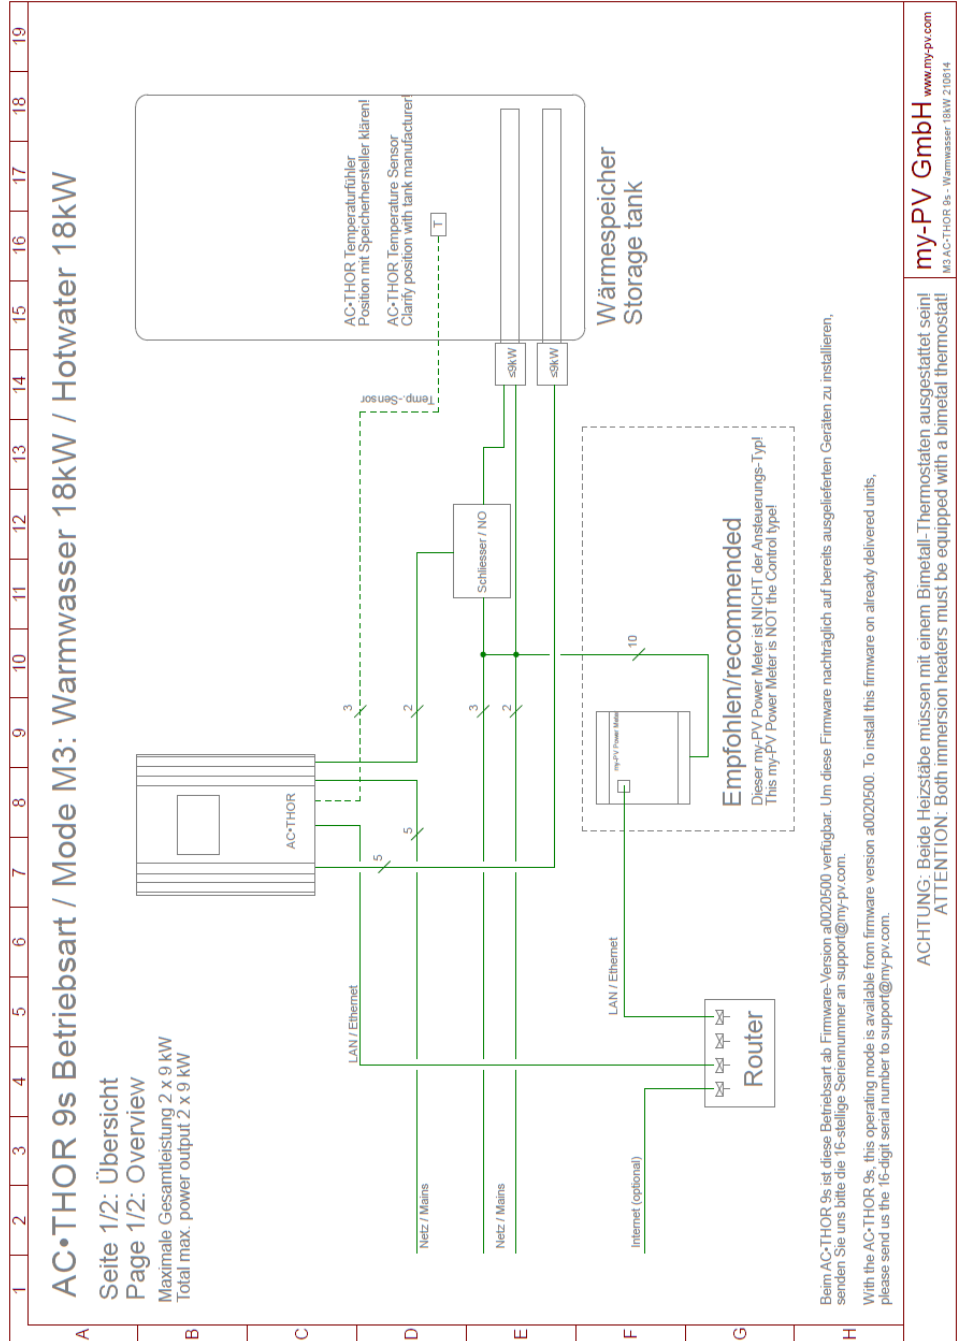 1 2 3 4 5 6 7 8 9 10 11 12 13 14 15 16 17 18 19
A
B
C
D
E
F
G
H
AC•THOR 9s Betriebsart / Mode M3: Warmwasser 18kW / Hotwater 18kW
Seite 1/2: Übersicht
Page 1/2: Overview
Maximale Gesamtleistung 2 x 9 kW
Total max. power output 2 x 9 kW
AC•THOR
AC•THOR Temperaturfühler
Position mit Speicherhersteller klären!
AC•THOR Temperature Sensor
Clarify position with tank manufacturer!
T
Temp.-Sensor
LAN / Ethernet
5
5
3
2
3
2
Netz / Mains
Netz / Mains
Schliesser / NO
≤9kW
≤9kW
Wärmespeicher
Storage tank
10
my-PV Power Meter
Empfohlen/recommended
Dieser my-PV Power Meter ist NICHT der Ansteuerungs-Typ!
This my-PV Power Meter is NOT the Control type!
LAN / Ethernet
Internet (optional)
Router
Beim AC•THOR 9s ist diese Betriebsart ab Firmware-Version a0020500 verfügbar. Um diese Firmware nachträglich auf bereits ausgelieferten Geräten zu installieren,
senden Sie uns bitte die 16-stellige Seriennummer an support@my-pv.com.
With the AC•THOR 9s, this operating mode is available from firmware version a0020500. To install this firmware on already delivered units,
please send us the 16-digit serial number to support@my-pv.com.
ACHTUNG: Beide Heizstäbe müssen mit einem Bimetall-Thermostaten ausgestattet sein!
ATTENTION: Both immersion heaters must be equipped with a bimetal thermostat!
my-PV GmbH www.my-pv.com
M3 AC-THOR 9s - Warmwasser 18kW 210614